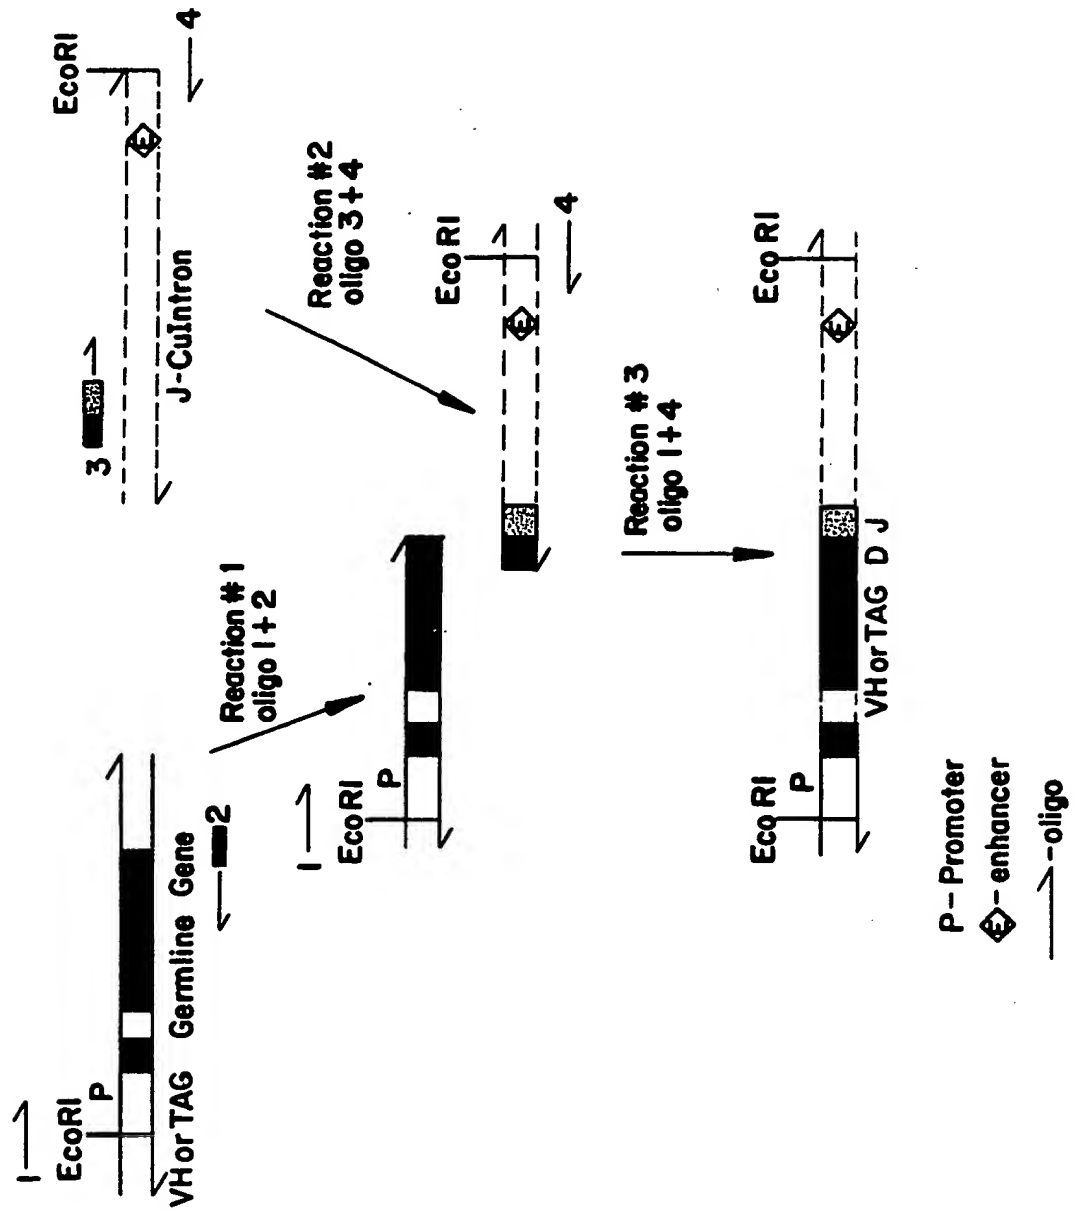 1
EcoRI
P
VHorTAG Germline Gene
2
3
EcoRI
E
J-CuIntron
4
Reaction #1
oligo 1+2
Reaction #2
oligo 3+4
1
EcoRI
P
EcoRI
E
4
Reaction #3
oligo 1+4
EcoRI
P
EcoRI
E
VHorTAG D J
P-Promoter
E-enhancer
-oligo